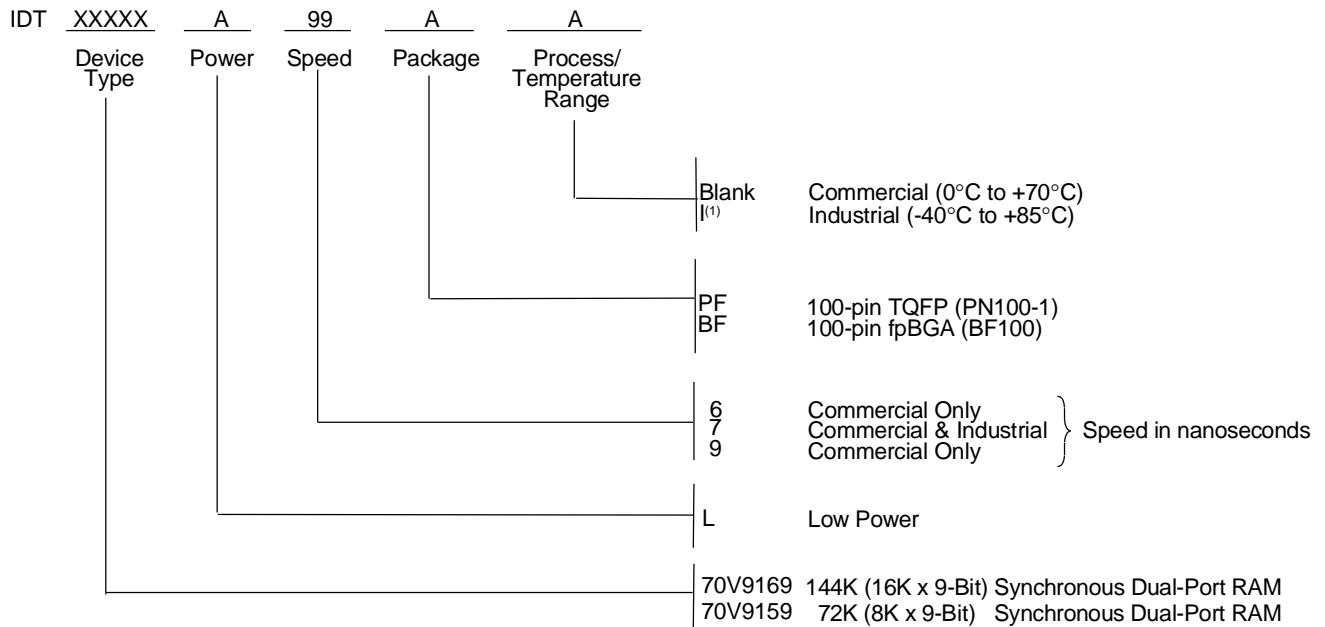 IDT XXXXX A 99 A A
Device Type
Power
Speed
Package
Process/ Temperature Range
Blank Commercial (0°C to +70°C)
I(1) Industrial (-40°C to +85°C)
PF 100-pin TQFP (PN100-1)
BF 100-pin fpBGA (BF100)
6 Commercial Only
7 Commercial & Industrial Speed in nanoseconds
9 Commercial Only
L Low Power
70V9169 144K (16K x 9-Bit) Synchronous Dual-Port RAM
70V9159 72K (8K x 9-Bit) Synchronous Dual-Port RAM